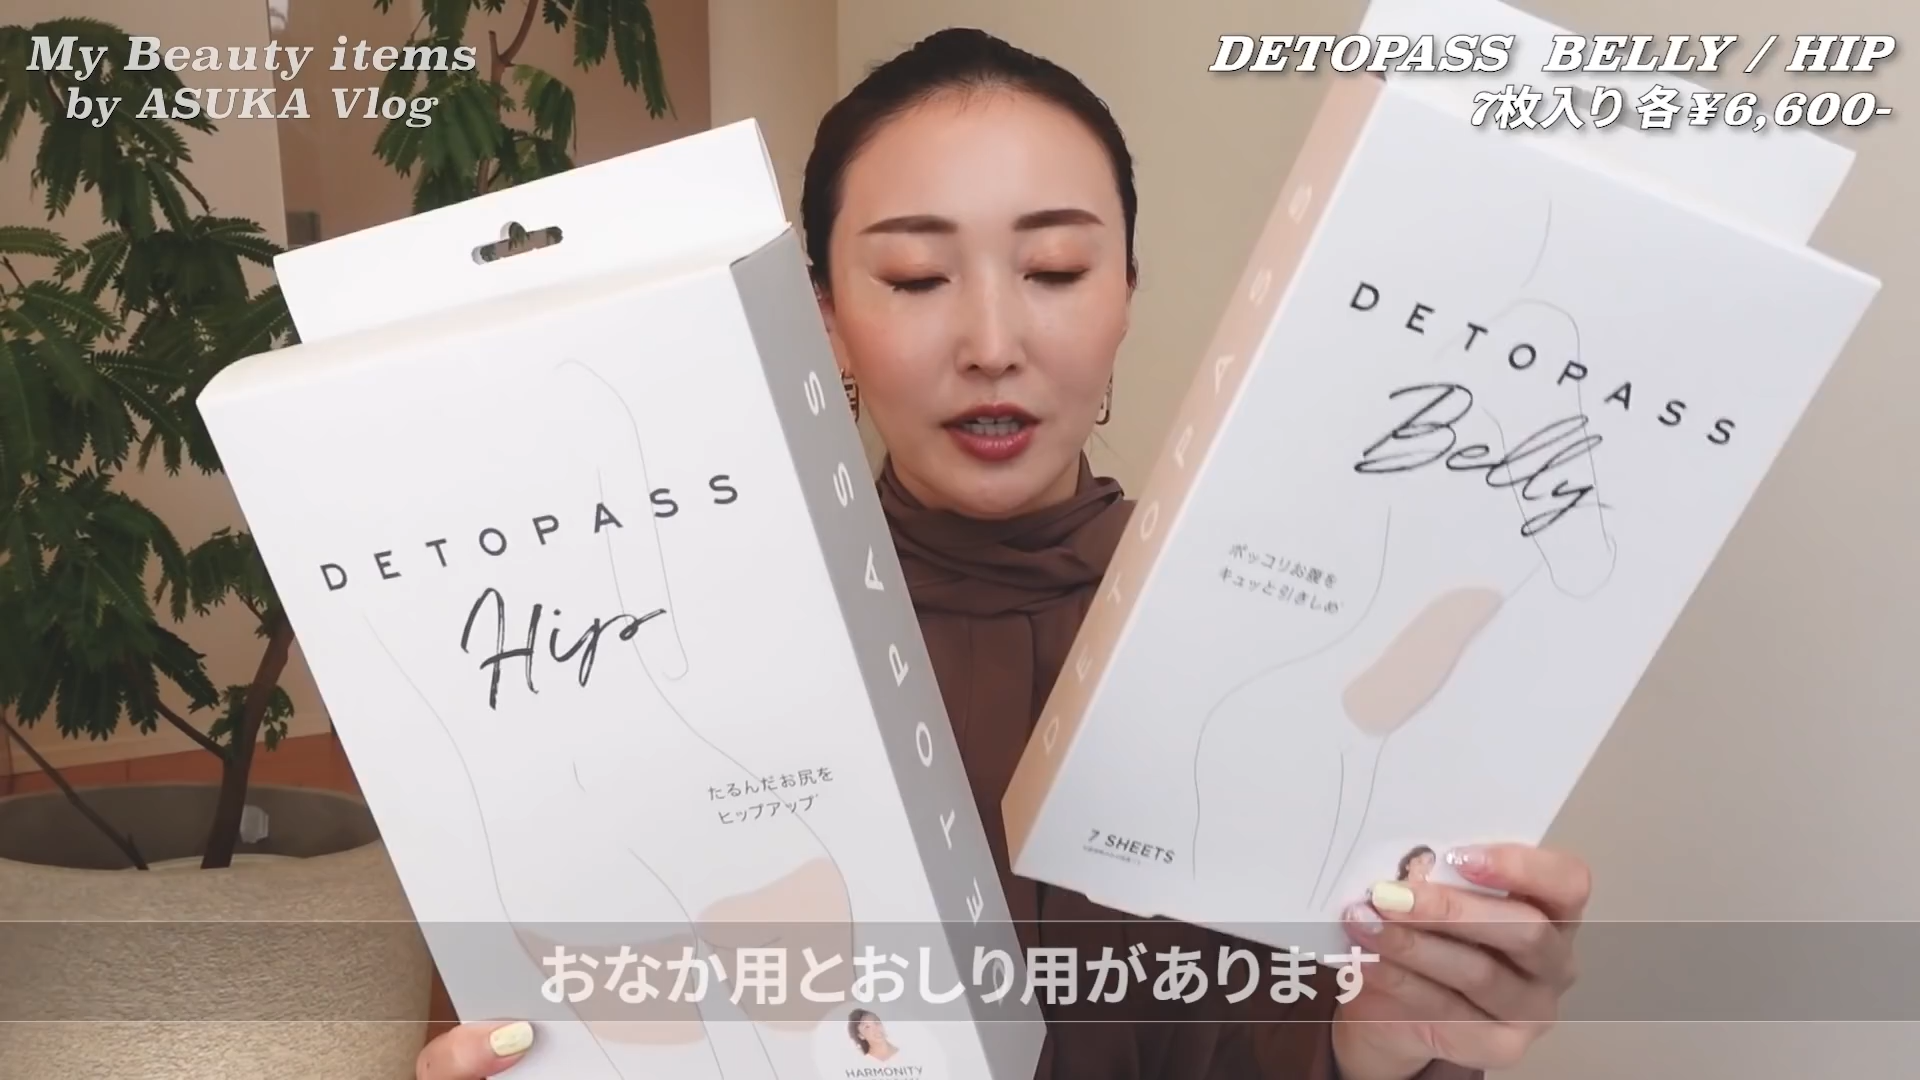 My Beauty items
by ASUKA Vlog
DETOPASS BELLY / HIP
7枚入り 各¥6,600-
DETOPASS
Hip
たるんだお尻を
ヒップアップ
DETOPASS
HARMONITY
DETOPASS
Belly
ポッコリお腹を
キュッと引きしめ
7 SHEETS
DETOPASS
おなか用とおしり用があります